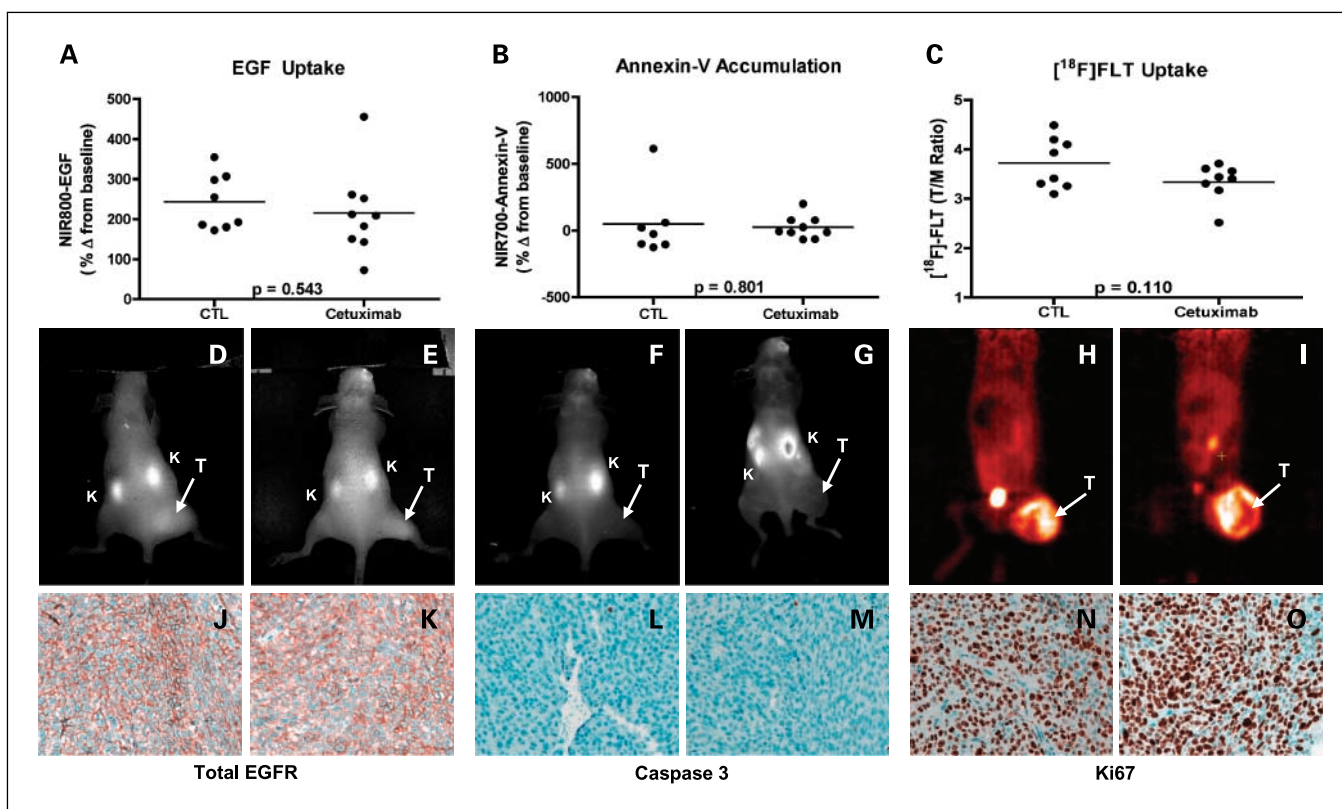 A
EGF Uptake
NIR800-EGF
(% Δ from baseline)
500
400
300
200
100
0
p = 0.543
CTL
Cetuximab
B
Annexin-V Accumulation
NIR700-Annexin-V
(% Δ from baseline)
1000
500
0
-500
p = 0.801
CTL
Cetuximab
C
[¹⁸F]FLT Uptake
[¹⁸F]-FLT (T/M Ratio)
5
4
3
2
1
p = 0.110
CTL
Cetuximab
D
K
K
T
E
K
K
T
F
K
K
T
G
K
K
T
H
T
I
T
J
K
L
M
N
O
Total EGFR
Caspase 3
Ki67